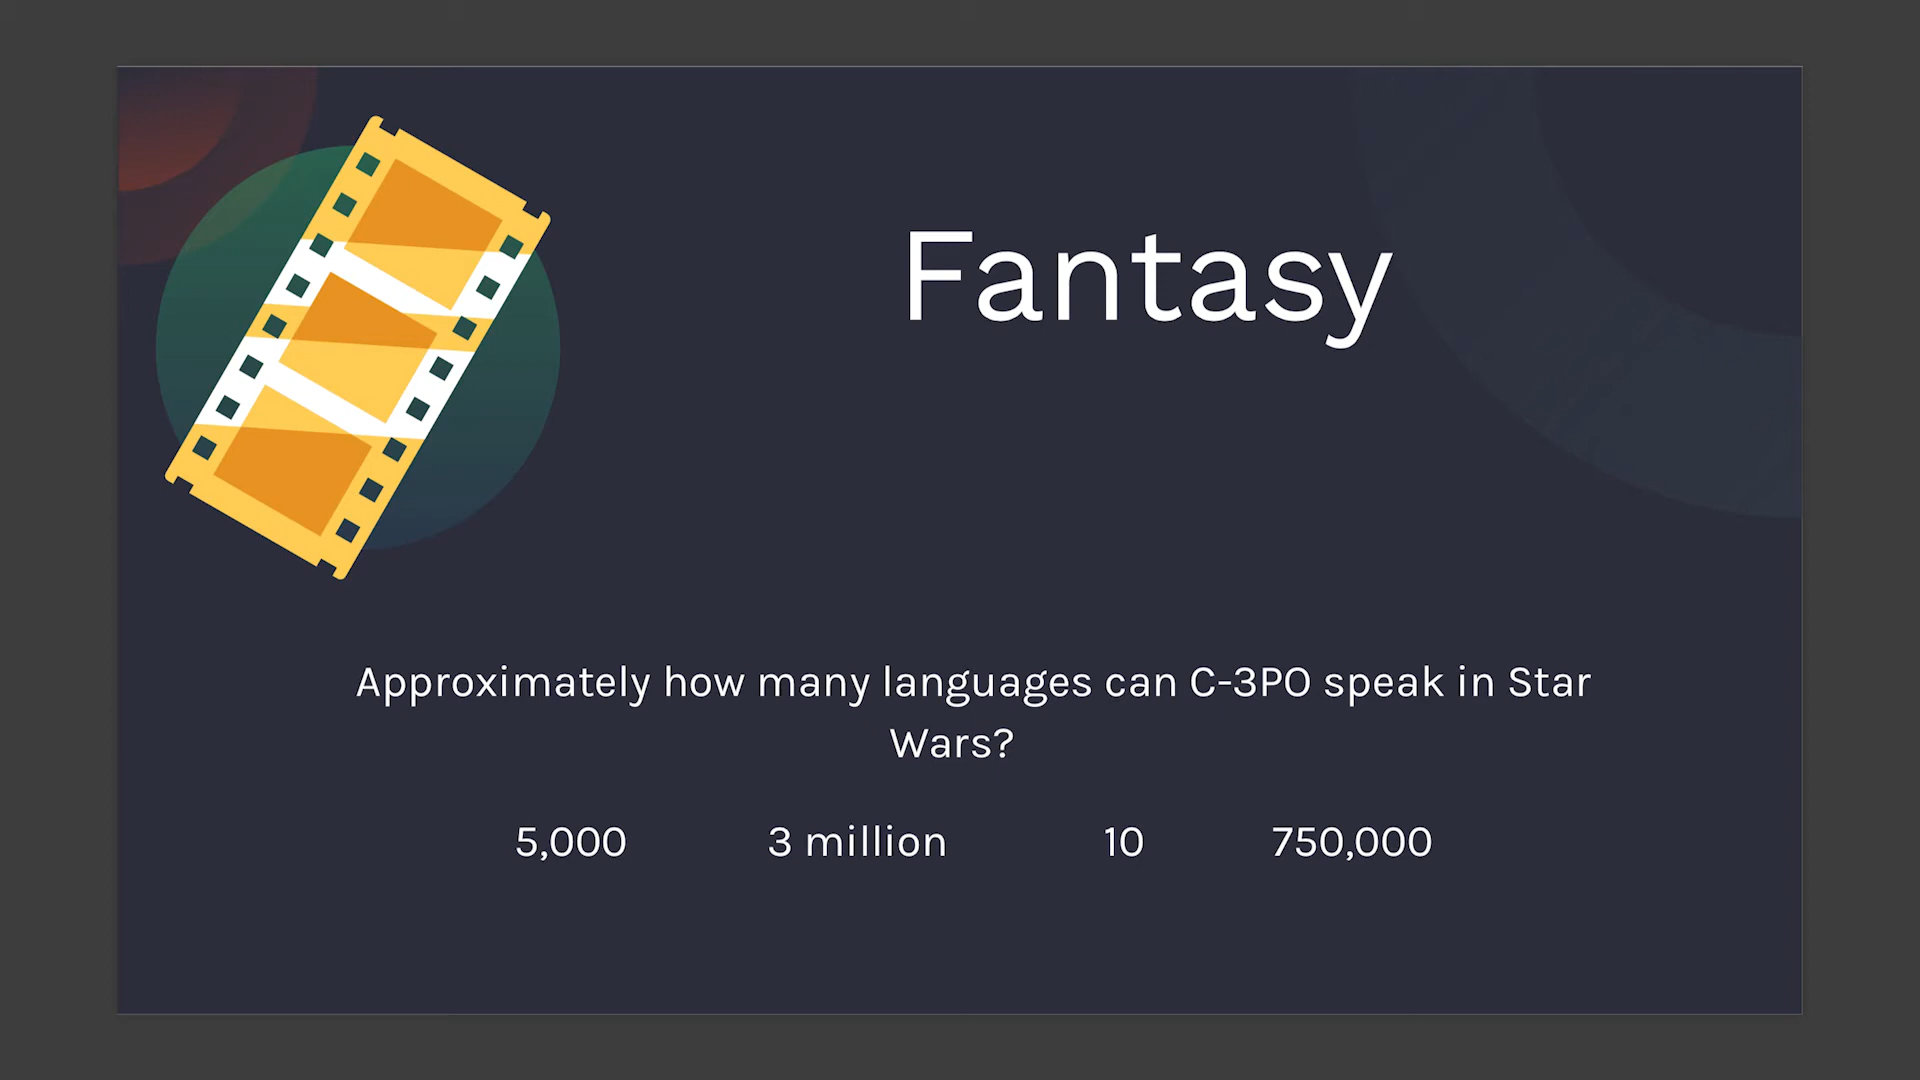 Fantasy
Approximately how many languages can C-3PO speak in Star
Wars?
5,000 3 million 10 750,000